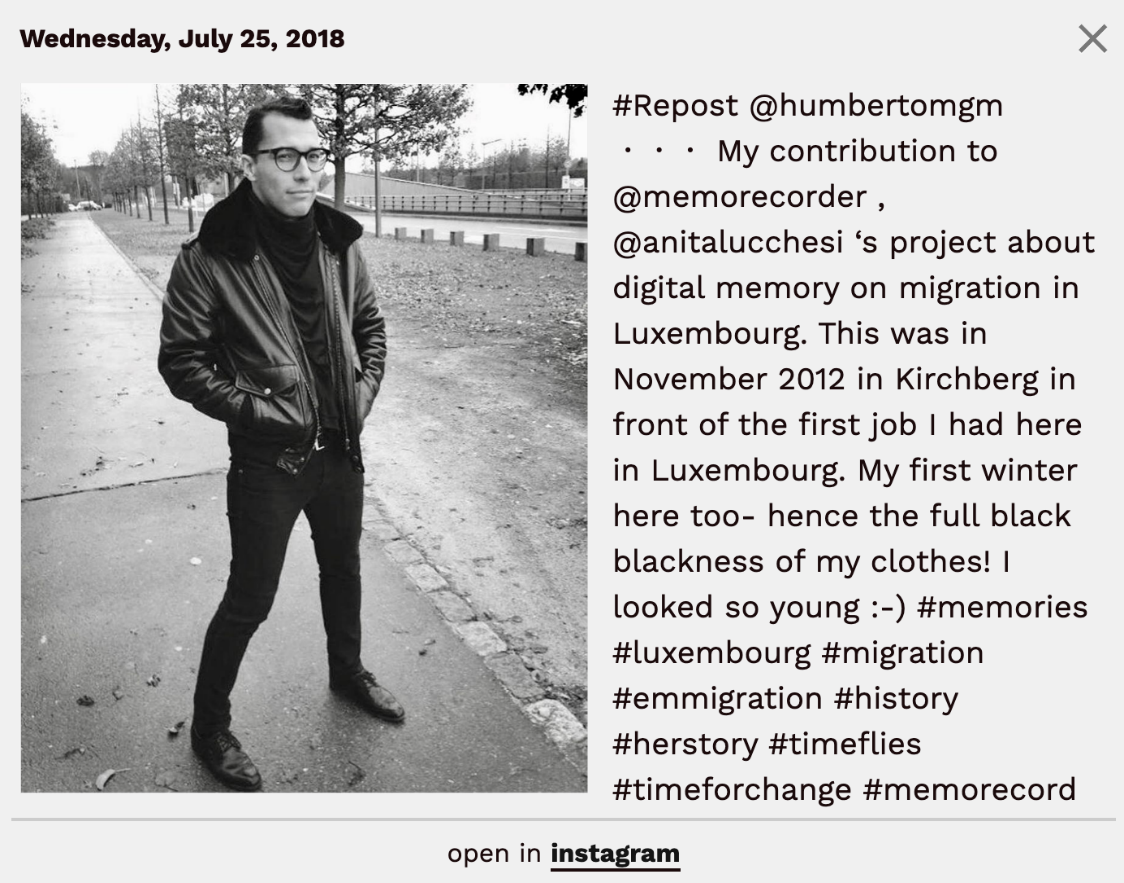 Wednesday, July 25, 2018
#Repost @humbertomgm
・・・ My contribution to
@memorecorder ,
@anitalucchesi ‘s project about
digital memory on migration in
Luxembourg. This was in
November 2012 in Kirchberg in
front of the first job I had here
in Luxembourg. My first winter
here too- hence the full black
blackness of my clothes! I
looked so young :-) #memories
#luxembourg #migration
#emmigration #history
#herstory #timeflies
#timeforchange #memorecord
open in instagram